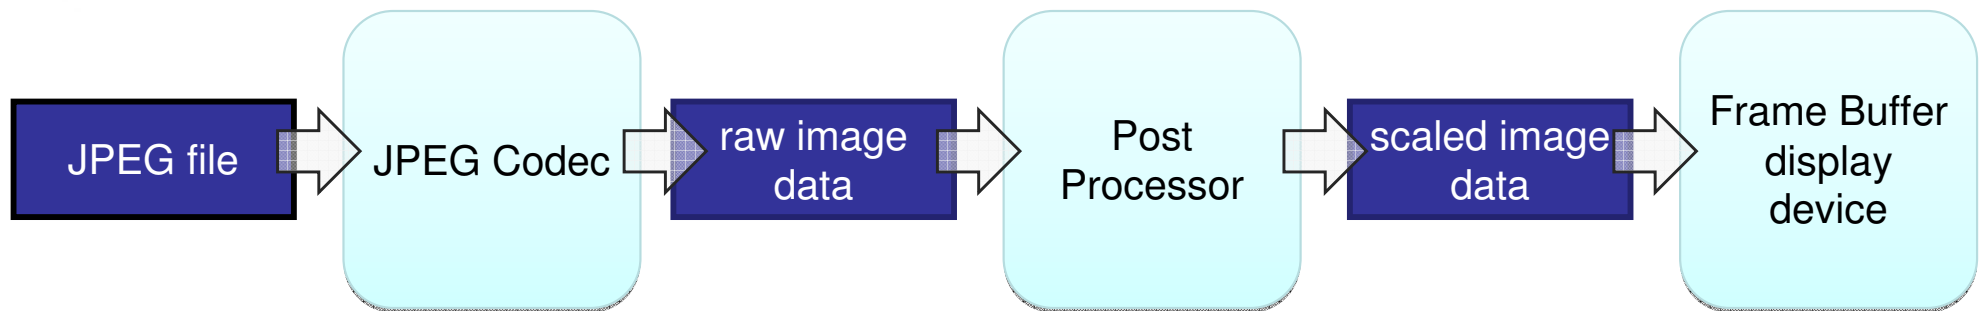 JPEG file
JPEG Codec
raw image
data
Post
Processor
scaled image
data
Frame Buffer
display
device